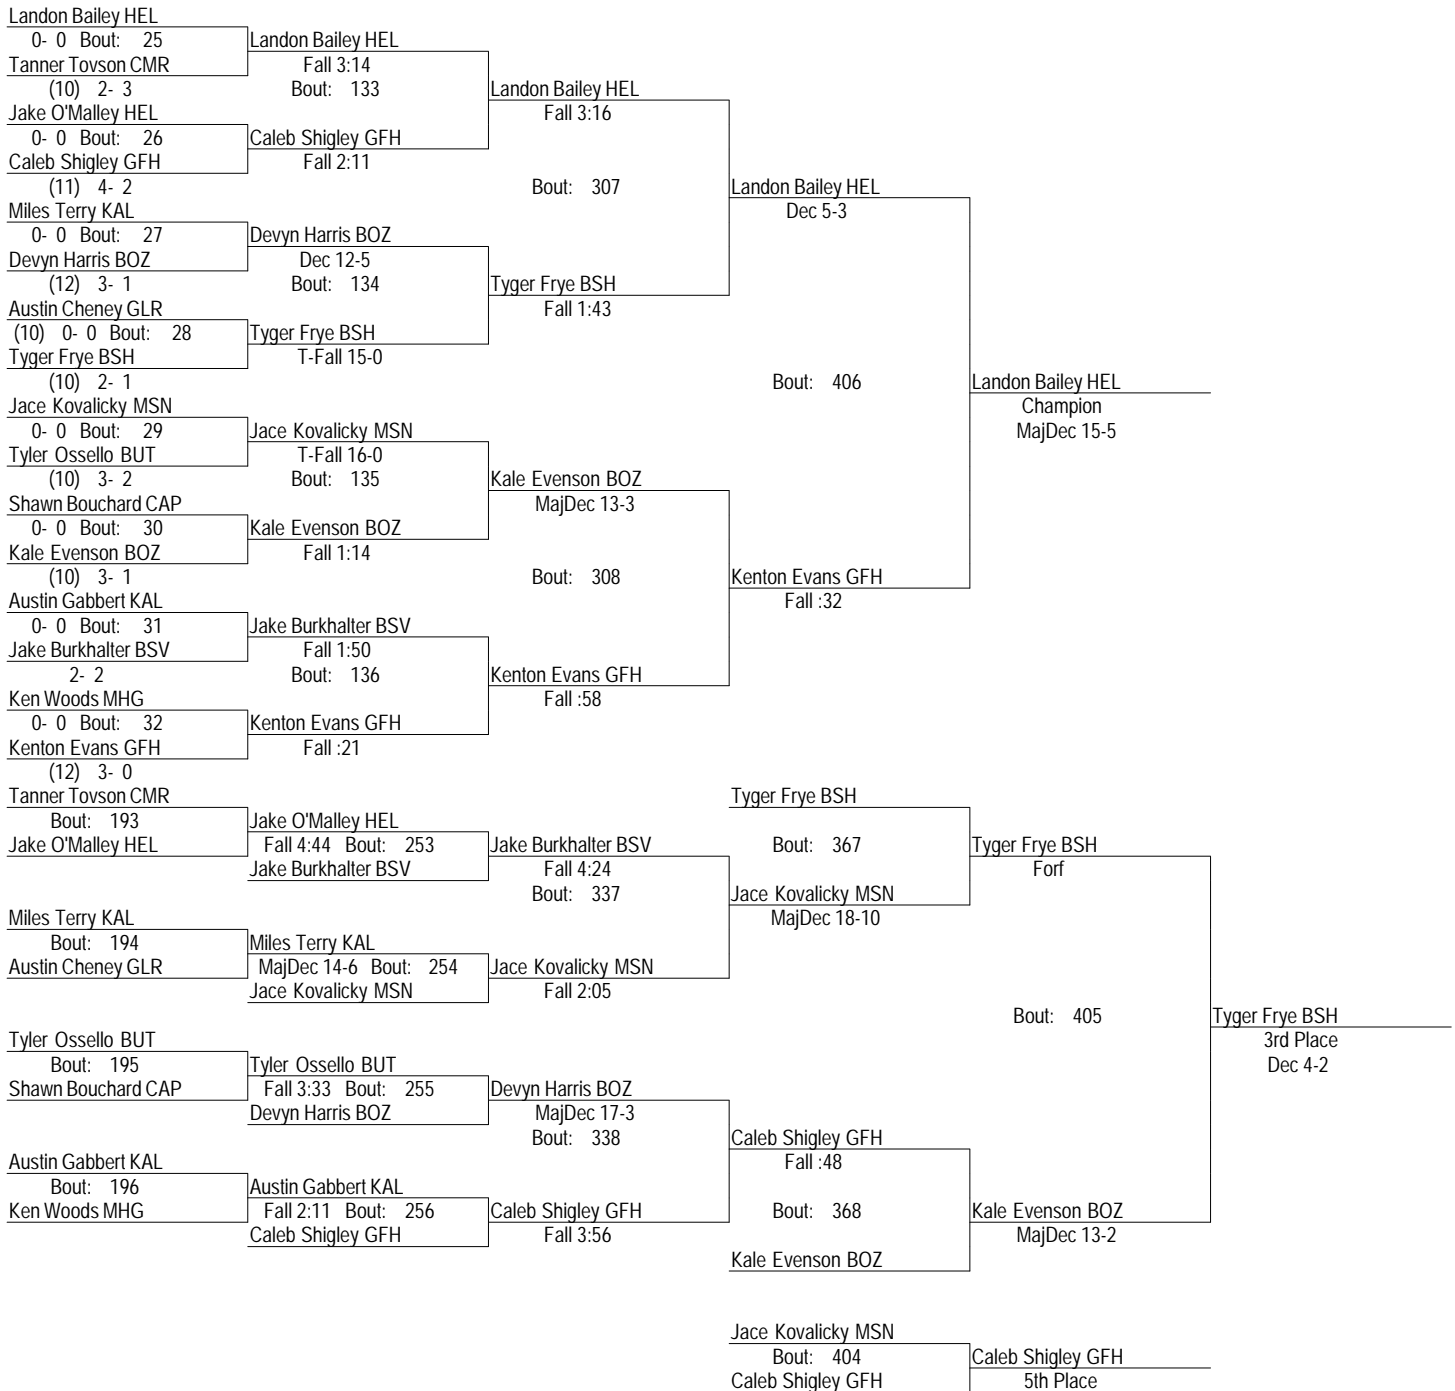 Landon Bailey HEL
0- 0 Bout: 25 Landon Bailey HEL
Tanner Tovson CMR Fall 3:14
(10) 2- 3 Bout: 133 Landon Bailey HEL
Jake O'Malley HEL Fall 3:16
0- 0 Bout: 26 Caleb Shigley GFH
Caleb Shigley GFH Fall 2:11
(11) 4- 2 Bout: 307 Landon Bailey HEL
Miles Terry KAL Dec 5-3
0- 0 Bout: 27 Devyn Harris BOZ
Devyn Harris BOZ Dec 12-5
(12) 3- 1 Bout: 134 Tyger Frye BSH
Austin Cheney GLR Fall 1:43
(10) 0- 0 Bout: 28 Tyger Frye BSH
Tyger Frye BSH T-Fall 15-0
(10) 2- 1 Bout: 406 Landon Bailey HEL
Jace Kovalicky MSN Champion
0- 0 Bout: 29 Jace Kovalicky MSN MajDec 15-5
Tyler Ossello BUT T-Fall 16-0
(10) 3- 2 Bout: 135 Kale Evenson BOZ
Shawn Bouchard CAP MajDec 13-3
0- 0 Bout: 30 Kale Evenson BOZ
Kale Evenson BOZ Fall 1:14
(10) 3- 1 Bout: 308 Kenton Evans GFH
Austin Gabbert KAL Fall :32
0- 0 Bout: 31 Jake Burkhalter BSV
Jake Burkhalter BSV Fall 1:50
2- 2 Bout: 136 Kenton Evans GFH
Ken Woods MHG Fall :58
0- 0 Bout: 32 Kenton Evans GFH
Kenton Evans GFH Fall :21
(12) 3- 0
Tanner Tovson CMR Tyger Frye BSH
Bout: 193 Jake O'Malley HEL
Jake O'Malley HEL Fall 4:44 Bout: 253 Jake Burkhalter BSV Bout: 367 Tyger Frye BSH
Jake Burkhalter BSV Fall 4:24 Forf
Bout: 337 Jace Kovalicky MSN
Miles Terry KAL MajDec 18-10
Bout: 194 Miles Terry KAL
Austin Cheney GLR MajDec 14-6 Bout: 254 Jace Kovalicky MSN
Jace Kovalicky MSN Fall 2:05
Bout: 405 Tyger Frye BSH
Tyler Ossello BUT 3rd Place
Bout: 195 Tyler Ossello BUT Dec 4-2
Shawn Bouchard CAP Fall 3:33 Bout: 255 Devyn Harris BOZ
Devyn Harris BOZ MajDec 17-3
Bout: 338 Caleb Shigley GFH
Austin Gabbert KAL Fall :48
Bout: 196 Austin Gabbert KAL
Ken Woods MHG Fall 2:11 Bout: 256 Caleb Shigley GFH Bout: 368 Kale Evenson BOZ
Caleb Shigley GFH Fall 3:56 MajDec 13-2
Kale Evenson BOZ
Jace Kovalicky MSN
Bout: 404 Caleb Shigley GFH
Caleb Shigley GFH 5th Place